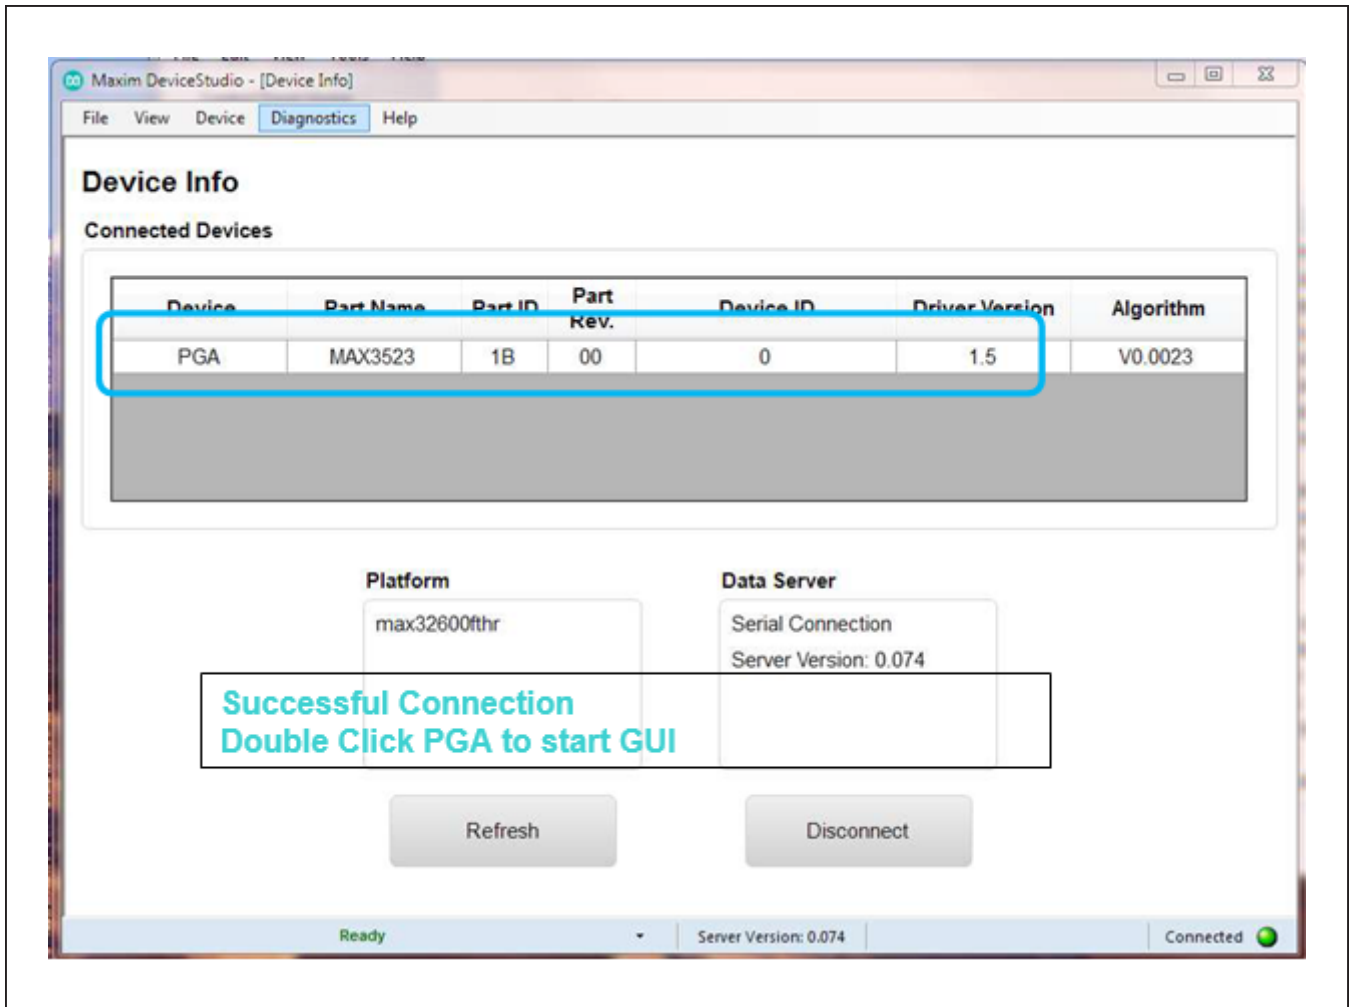 Maxim DeviceStudio - [Device Info]
File View Device Diagnostics Help
Device Info
Connected Devices
Device Part Name Part ID Part Rev. Device ID Driver Version Algorithm
PGA MAX3523 1B 00 0 1.5 V0.0023
Platform Data Server
max32600fthr Serial Connection
Server Version: 0.074
Successful Connection
Double Click PGA to start GUI
Refresh Disconnect
Ready Server Version: 0.074 Connected